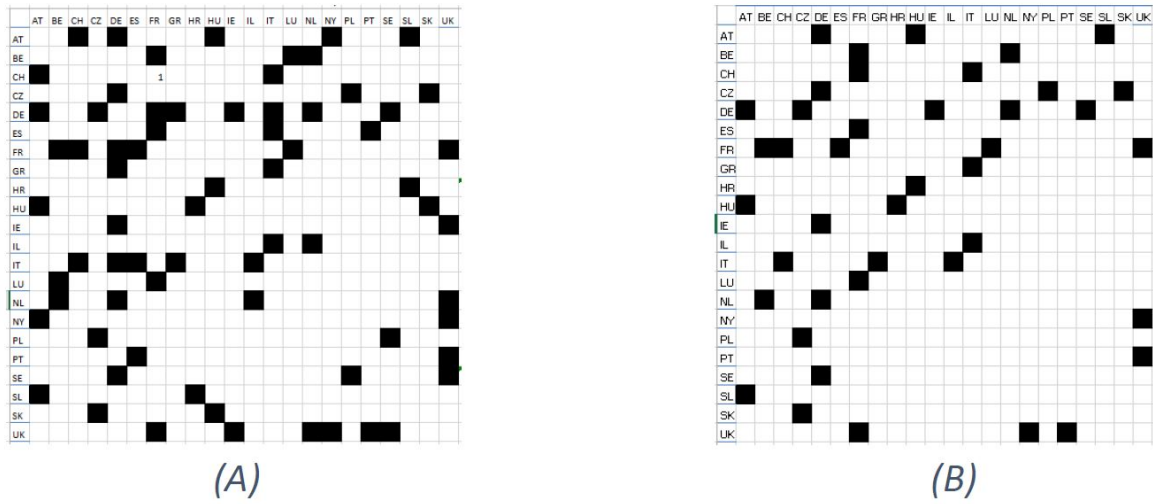 AT BE CH CZ DE ES FR GR HR HU IE IL IT LU NL NY PL PT SE SL SK UK
AT
BE
CH 1
CZ
DE
ES
FR
GR
HR
HU
IE
IL
IT
LU
NL
NY
PL
PT
SE
SL
SK
UK
(A)
AT BE CH CZ DE ES FR GR HR HU IE IL IT LU NL NY PL PT SE SL SK UK
AT
BE
CH
CZ
DE
ES
FR
GR
HR
HU
IE
IL
IT
LU
NL
NY
PL
PT
SE
SL
SK
UK
(B)